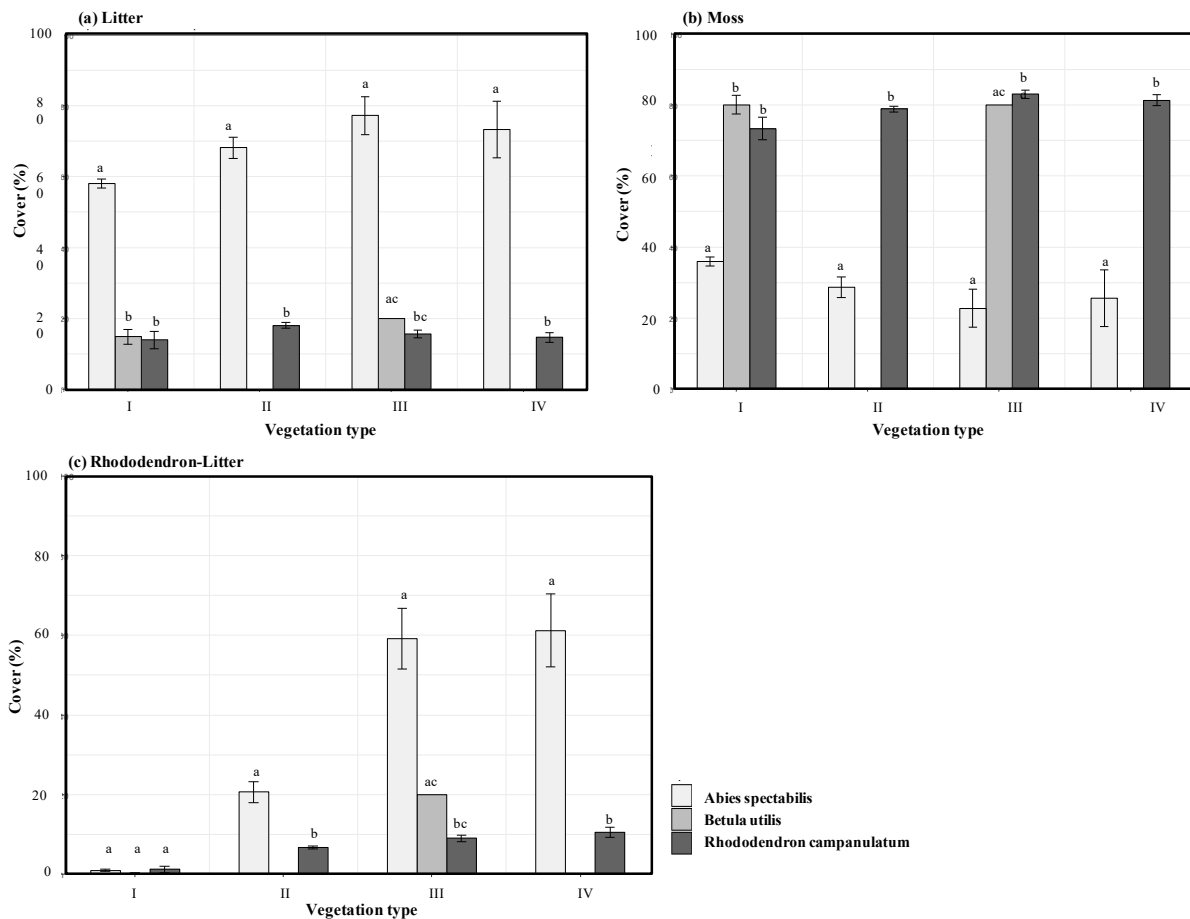 (a) Litter
Cover (%)
100
8
0
6
0
4
0
2
0
0
a
b
b
a
b
a
ac
bc
a
b
I
II
III
IV
Vegetation type
(b) Moss
Cover (%)
100
80
60
40
20
0
a
b
b
a
b
a
ac
b
a
b
I
II
III
IV
Vegetation type
(c) Rhododendron-Litter
Cover (%)
100
80
60
40
20
0
a
a
a
a
b
a
ac
bc
a
b
I
II
III
IV
Vegetation type
Abies spectabilis
Betula utilis
Rhododendron campanulatum